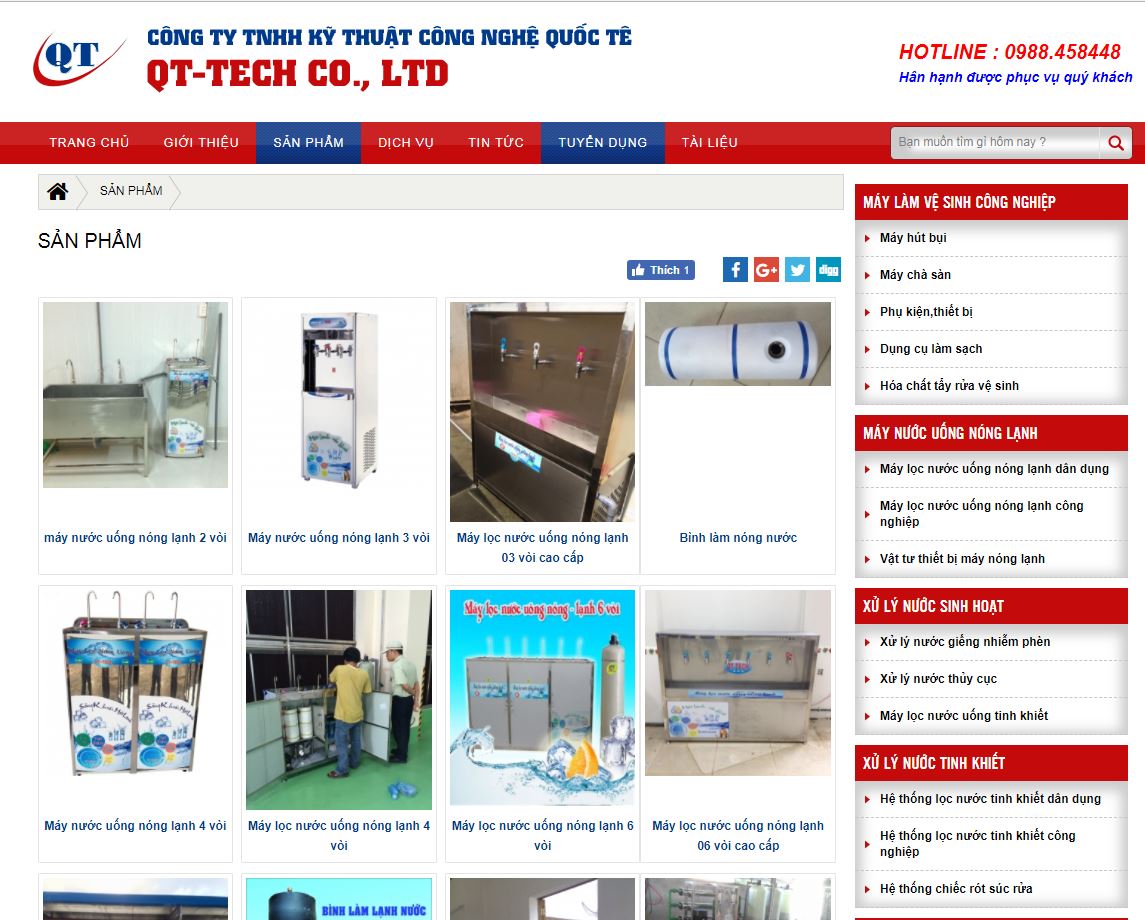 QT
CÔNG TY TNHH KỸ THUẬT CÔNG NGHỆ QUỐC TẾ
QT-TECH CO., LTD
HOTLINE : 0988.458448
Hân hạnh được phục vụ quý khách
TRANG CHỦ
GIỚI THIỆU
SẢN PHẨM
DỊCH VỤ
TIN TỨC
TUYỂN DỤNG
TÀI LIỆU
Bạn muốn tìm gì hôm nay ?
SẢN PHẨM
SẢN PHẨM
Thích 1
digg
máy nước uống nóng lạnh 2 vòi
Máy nước uống nóng lạnh 3 vòi
Máy lọc nước uống nóng lạnh
03 vòi cao cấp
Bình làm nóng nước
Máy lọc nước uống nóng - lạnh 6 vòi
QT-TECH
Máy nước uống nóng lạnh 4 vòi
Máy lọc nước uống nóng lạnh 4
vòi
Máy lọc nước uống nóng lạnh 6
vòi
Máy lọc nước uống nóng lạnh
06 vòi cao cấp
BÌNH LÀM LẠNH NƯỚC
MÁY LÀM VỆ SINH CÔNG NGHIỆP
Máy hút bụi
Máy chà sàn
Phụ kiện,thiết bị
Dụng cụ làm sạch
Hóa chất tẩy rửa vệ sinh
MÁY NƯỚC UỐNG NÓNG LẠNH
Máy lọc nước uống nóng lạnh dân dụng
Máy lọc nước uống nóng lạnh công
nghiệp
Vật tư thiết bị máy nóng lạnh
XỬ LÝ NƯỚC SINH HOẠT
Xử lý nước giếng nhiễm phèn
Xử lý nước thủy cục
Máy lọc nước uống tinh khiết
XỬ LÝ NƯỚC TINH KHIẾT
Hệ thống lọc nước tinh khiết dân dụng
Hệ thống lọc nước tinh khiết công
nghiệp
Hệ thống chiếc rót súc rửa